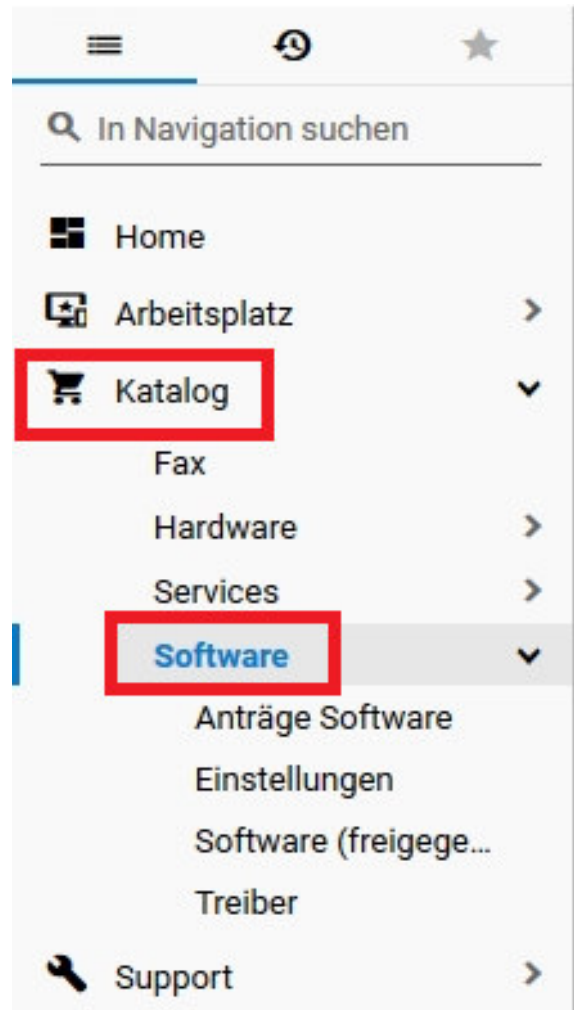 In Navigation suchen
Home
Arbeitsplatz
Katalog
Fax
Hardware
Services
Software
Anträge Software
Einstellungen
Software (freigege...
Treiber
Support